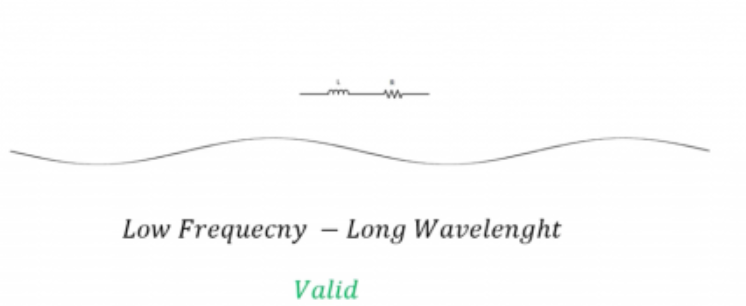 L R
Low Frequecny – Long Wavelenght
Valid